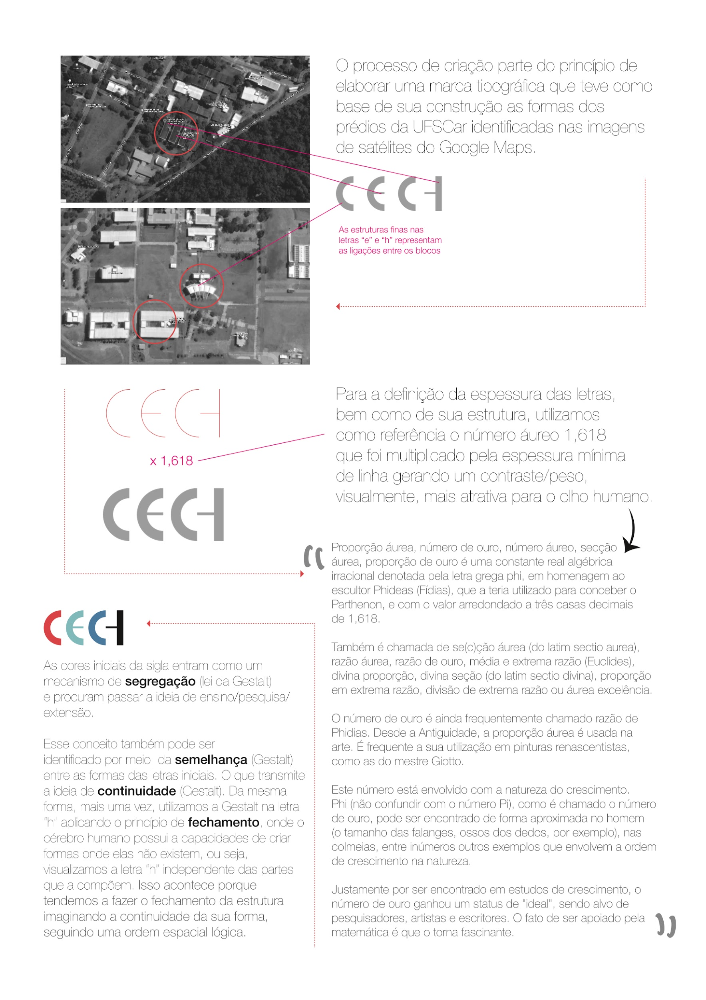 O processo de criação parte do princípio de
elaborar uma marca tipográfica que teve como
base de sua construção as formas dos
prédios da UFSCar identificadas nas imagens
de satélites do Google Maps.
CECH
As estruturas finas nas
letras “e” e “h” representam
as ligações entre os blocos
CECH
x 1,618
CECH
Para a definição da espessura das letras,
bem como de sua estrutura, utilizamos
como referência o número áureo 1,618
que foi multiplicado pela espessura mínima
de linha gerando um contraste/peso,
visualmente, mais atrativa para o olho humano.
Proporção áurea, número de ouro, número áureo, secção
áurea, proporção de ouro é uma constante real algébrica
irracional denotada pela letra grega phi, em homenagem ao
escultor Phideas (Fídias), que a teria utilizado para conceber o
Parthenon, e com o valor arredondado a três casas decimais
de 1,618.
Também é chamada de se(c)ção áurea (do latim sectio aurea),
razão áurea, razão de ouro, média e extrema razão (Euclides),
divina proporção, divina seção (do latim sectio divina), proporção
em extrema razão, divisão de extrema razão ou áurea excelência.
O número de ouro é ainda frequentemente chamado razão de
Phidias. Desde a Antiguidade, a proporção áurea é usada na
arte. É frequente a sua utilização em pinturas renascentistas,
como as do mestre Giotto.
Este número está envolvido com a natureza do crescimento.
Phi (não confundir com o número Pi), como é chamado o número
de ouro, pode ser encontrado de forma aproximada no homem
(o tamanho das falanges, ossos dos dedos, por exemplo), nas
colmeias, entre inúmeros outros exemplos que envolvem a ordem
de crescimento na natureza.
Justamente por ser encontrado em estudos de crescimento, o
número de ouro ganhou um status de "ideal", sendo alvo de
pesquisadores, artistas e escritores. O fato de ser apoiado pela
matemática é que o torna fascinante.
CECH
As cores iniciais da sigla entram como um
mecanismo de segregação (lei da Gestalt)
e procuram passar a ideia de ensino/pesquisa/
extensão.
Esse conceito também pode ser
identificado por meio da semelhança (Gestalt)
entre as formas das letras iniciais. O que transmite
a ideia de continuidade (Gestalt). Da mesma
forma, mais uma vez, utilizamos a Gestalt na letra
"h" aplicando o princípio de fechamento, onde o
cérebro humano possui a capacidades de criar
formas onde elas não existem, ou seja,
visualizamos a letra "h" independente das partes
que a compõem. Isso acontece porque
tendemos a fazer o fechamento da estrutura
imaginando a continuidade da sua forma,
seguindo uma ordem espacial lógica.